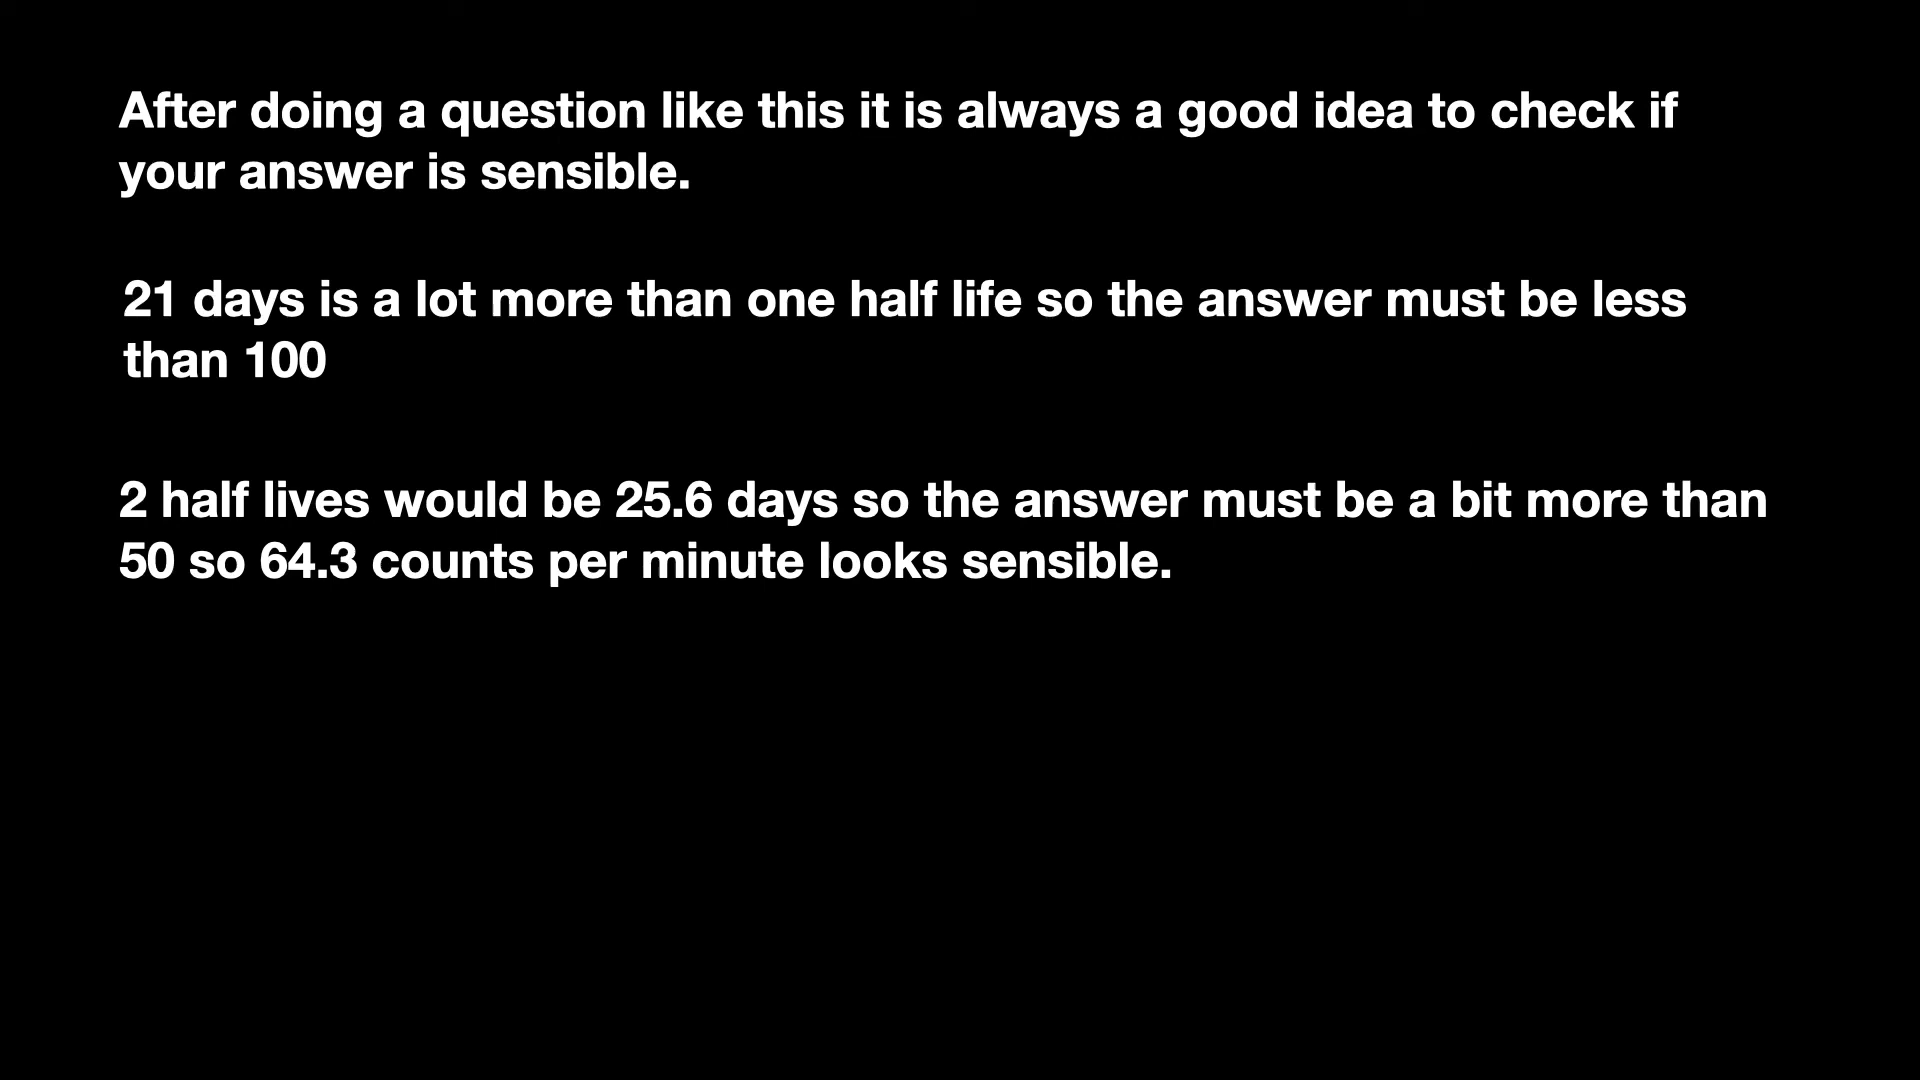 After doing a question like this it is always a good idea to check if
your answer is sensible.
21 days is a lot more than one half life so the answer must be less
than 100
2 half lives would be 25.6 days so the answer must be a bit more than
50 so 64.3 counts per minute looks sensible.